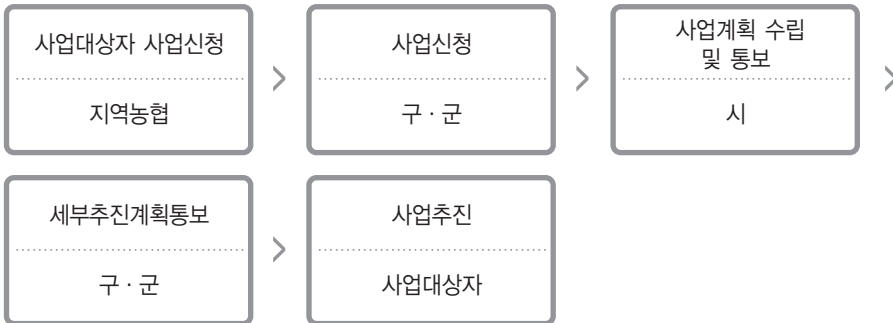 사업대상자 사업신청
지역농협
>
사업신청
구 · 군
>
사업계획 수립
및 통보
시
>
세부추진계획통보
구 · 군
>
사업추진
사업대상자